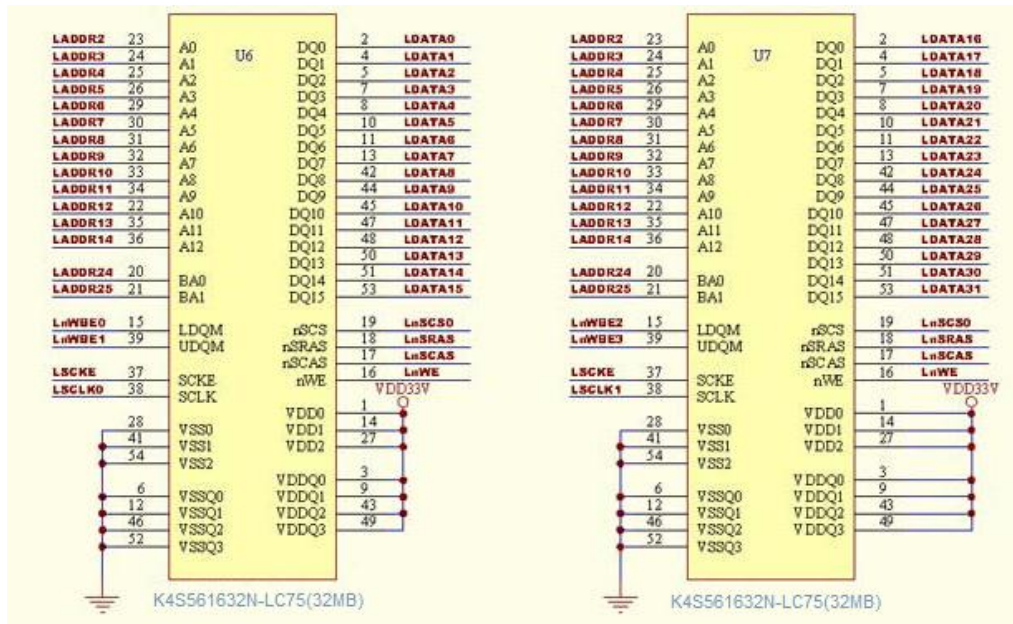 LADDR2 23 A0 U6 DQ0 2 LDATA0
LADDR3 24 A1 DQ1 4 LDATA1
LADDR4 25 A2 DQ2 5 LDATA2
LADDR5 26 A3 DQ3 7 LDATA3
LADDR6 29 A4 DQ4 8 LDATA4
LADDR7 30 A5 DQ5 10 LDATA5
LADDR8 31 A6 DQ6 11 LDATA6
LADDR9 32 A7 DQ7 13 LDATA7
LADDR10 33 A8 DQ8 42 LDATA8
LADDR11 34 A9 DQ9 44 LDATA9
LADDR12 22 A10 DQ10 45 LDATA10
LADDR13 35 A11 DQ11 47 LDATA11
LADDR14 36 A12 DQ12 48 LDATA12
DQ13 50 LDATA13
LADDR24 20 BA0 DQ14 51 LDATA14
LADDR25 21 BA1 DQ15 53 LDATA15
LnWBE0 15 LDQM nSCS 19 LnSCS0
LnWBE1 39 UDQM nSRAS 18 LnSRAS
nSCAS 17 LnSCAS
LSCKE 37 SCKE nWE 16 LnWE
LSCLK0 38 SCLK VDD33V
VDD0 1
28 VSS0 VDD1 14
41 VSS1 VDD2 27
54 VSS2
VDDQ0 3
6 VSSQ0 VDDQ1 9
12 VSSQ1 VDDQ2 43
46 VSSQ2 VDDQ3 49
52 VSSQ3
K4S561632N-LC75(32MB)
LADDR2 23 A0 U7 DQ0 2 LDATA16
LADDR3 24 A1 DQ1 4 LDATA17
LADDR4 25 A2 DQ2 5 LDATA18
LADDR5 26 A3 DQ3 7 LDATA19
LADDR6 29 A4 DQ4 8 LDATA20
LADDR7 30 A5 DQ5 10 LDATA21
LADDR8 31 A6 DQ6 11 LDATA22
LADDR9 32 A7 DQ7 13 LDATA23
LADDR10 33 A8 DQ8 42 LDATA24
LADDR11 34 A9 DQ9 44 LDATA25
LADDR12 22 A10 DQ10 45 LDATA26
LADDR13 35 A11 DQ11 47 LDATA27
LADDR14 36 A12 DQ12 48 LDATA28
DQ13 50 LDATA29
LADDR24 20 BA0 DQ14 51 LDATA30
LADDR25 21 BA1 DQ15 53 LDATA31
LnWBE2 15 LDQM nSCS 19 LnSCS0
LnWBE3 39 UDQM nSRAS 18 LnSRAS
nSCAS 17 LnSCAS
LSCKE 37 SCKE nWE 16 LnWE
LSCLK1 38 SCLK VDD33V
VDD0 1
28 VSS0 VDD1 14
41 VSS1 VDD2 27
54 VSS2
VDDQ0 3
6 VSSQ0 VDDQ1 9
12 VSSQ1 VDDQ2 43
46 VSSQ2 VDDQ3 49
52 VSSQ3
K4S561632N-LC75(32MB)